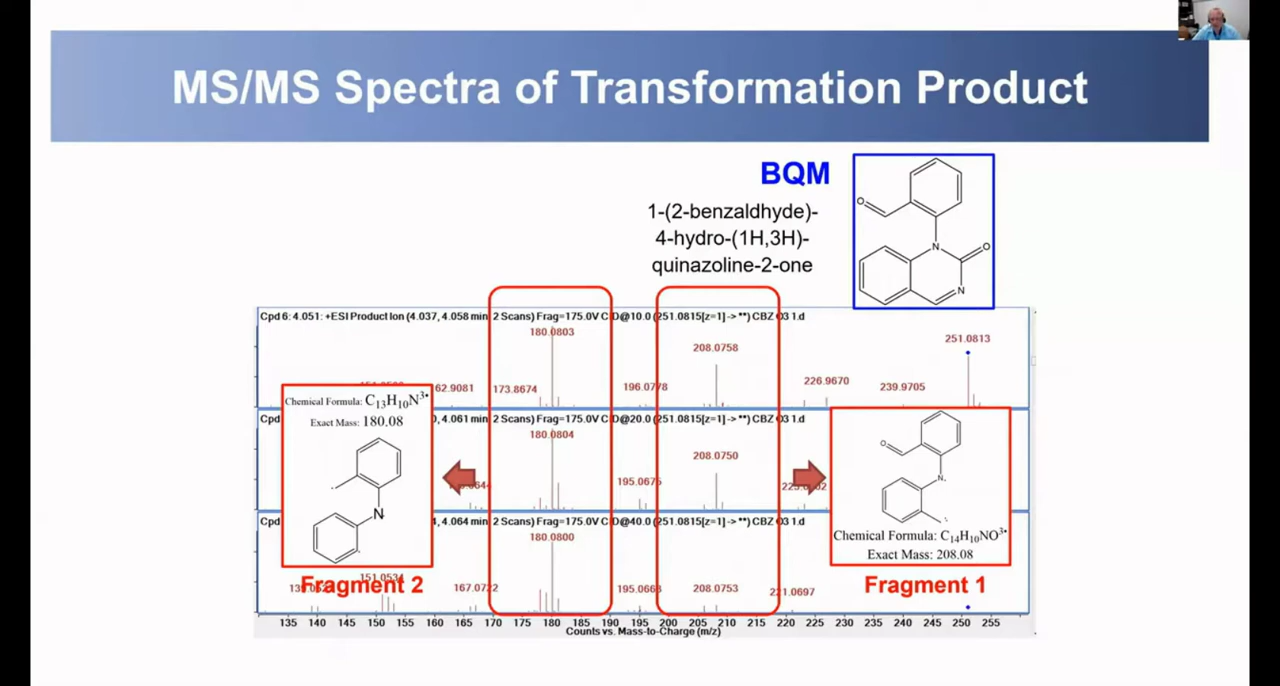 MS/MS Spectra of Transformation Product
BQM
1-(2-benzaldhyde)-
4-hydro-(1H,3H)-
quinazoline-2-one
O
N
O
N
Cpd 6: 4.051: +ESI Product Ion (4.037, 4.058 min 2 Scans) Frag=175.0V CID@10.0 (251.0815[z=1] -> **) CBZ O3 1.d
180.0803
208.0758
251.0813
62.9081
173.8674
196.0778
226.9670
239.9705
Chemical Formula: C13H10N3•
Exact Mass: 180.08
N
Cpd
4.061 min 2 Scans) Frag=175.0V CID@20.0 (251.0815[z=1] -> **) CBZ O3 1.d
180.0804
208.0750
195.0675
O
N
Chemical Formula: C14H10NO3•
Exact Mass: 208.08
Cpd
4.064 min 2 Scans) Frag=175.0V CID@40.0 (251.0815[z=1] -> **) CBZ O3 1.d
180.0800
151.0534
167.0722
195.0668
208.0753
221.0697
Fragment 2
Fragment 1
135 140 145 150 155 160 165 170 175 180 185 190 195 200 205 210 215 220 225 230 235 240 245 250 255
Counts vs. Mass-to-Charge (m/z)